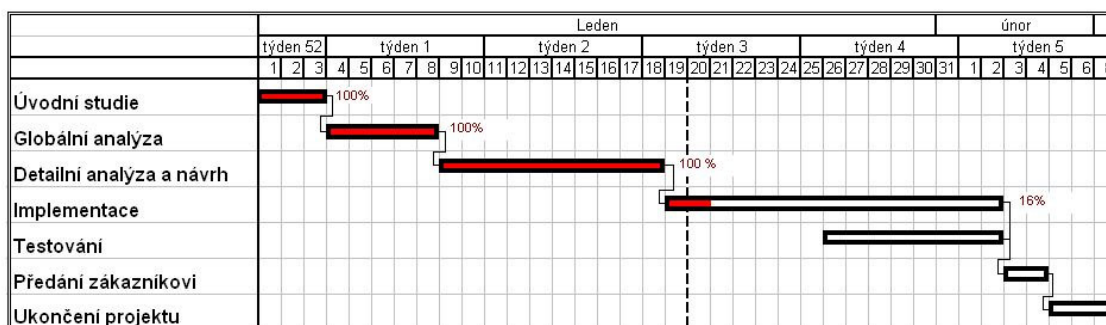 Leden únor
týden 52 týden 1 týden 2 týden 3 týden 4 týden 5
1 2 3 4 5 6 7 8 9 10 11 12 13 14 15 16 17 18 19 20 21 22 23 24 25 26 27 28 29 30 31 1 2 3 4 5 6
Úvodní studie 100%
Globální analýza 100%
Detailní analýza a návrh 100 %
Implementace 16%
Testování
Předání zákazníkovi
Ukončení projektu